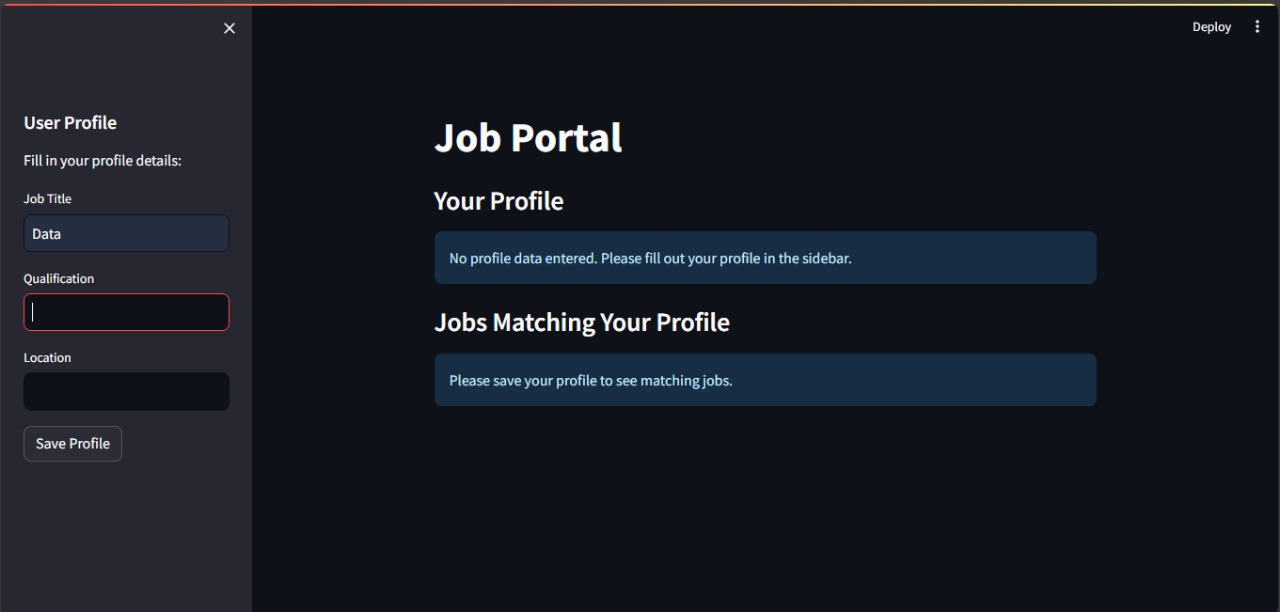 Deploy
User Profile
Fill in your profile details:
Job Title
Data
Qualification
Location
Save Profile
Job Portal
Your Profile
No profile data entered. Please fill out your profile in the sidebar.
Jobs Matching Your Profile
Please save your profile to see matching jobs.